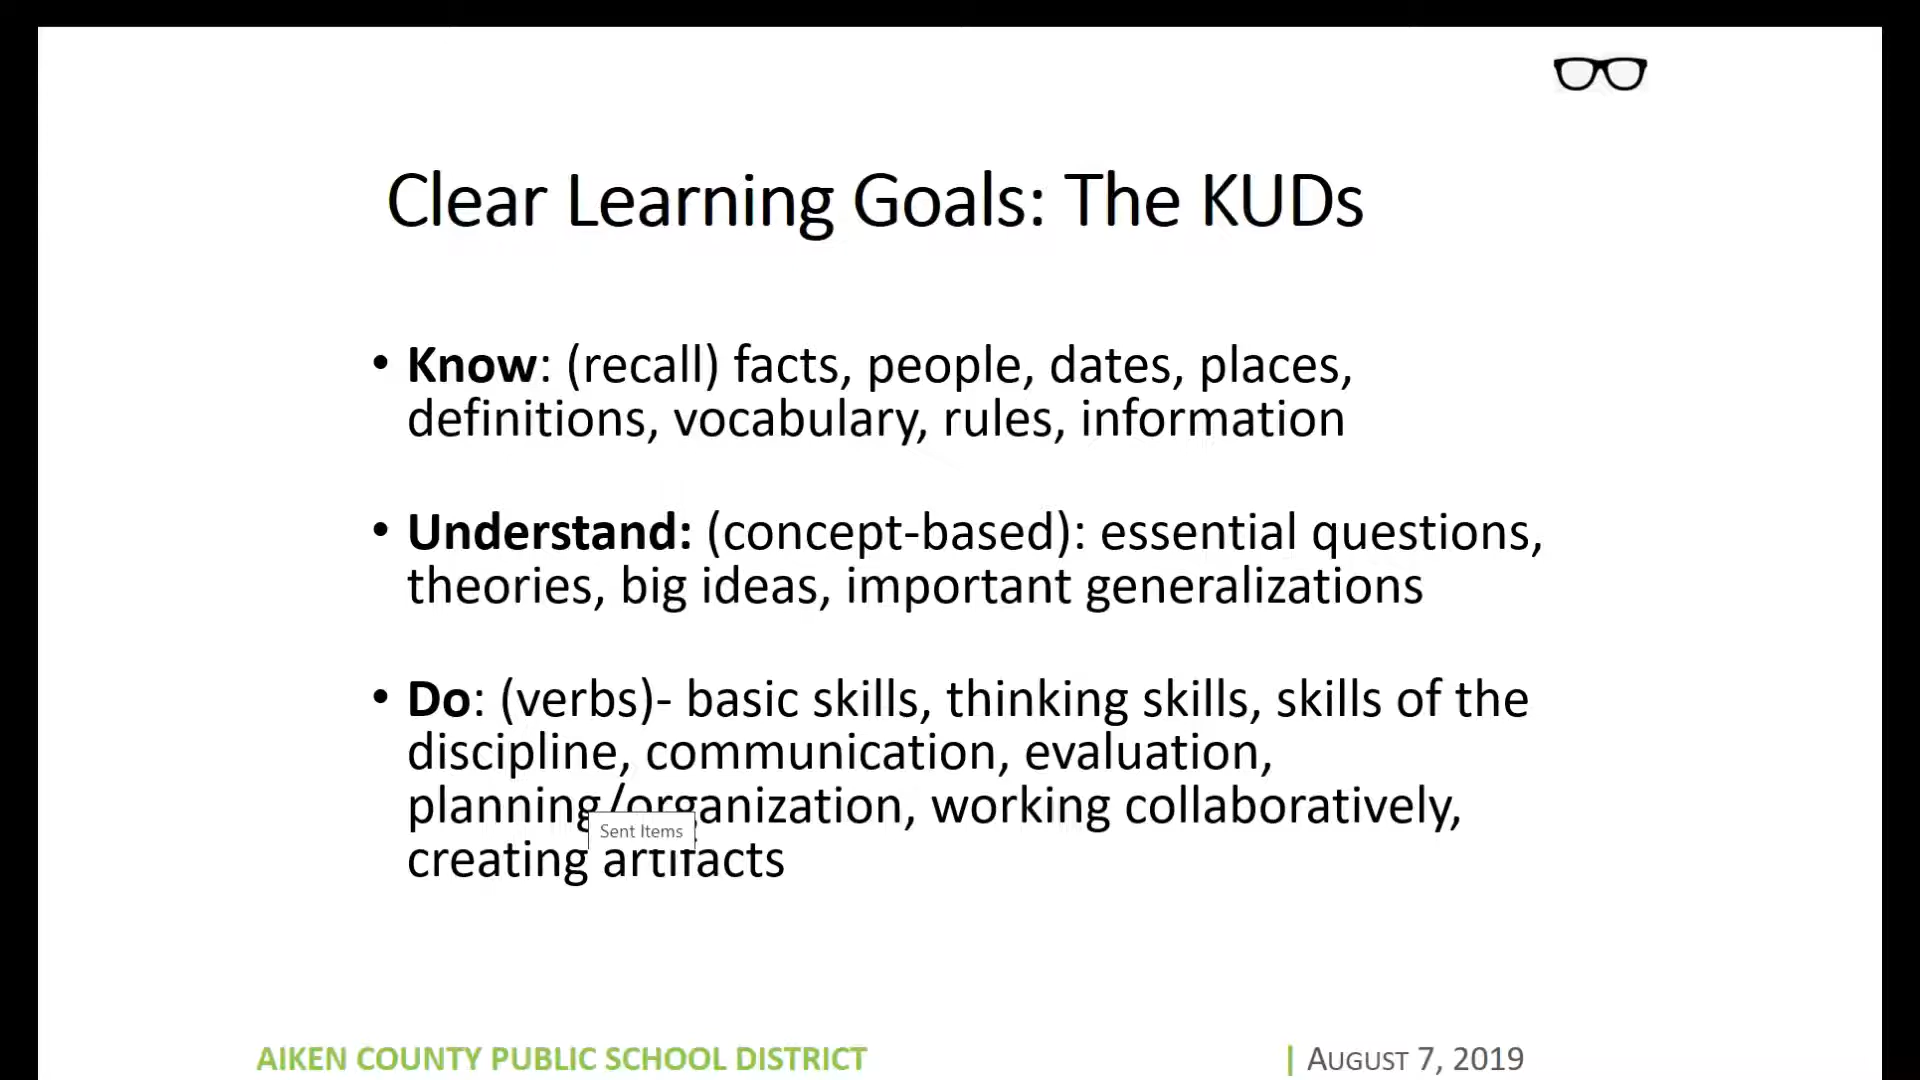 Clear Learning Goals: The KUDs
• Know: (recall) facts, people, dates, places,
definitions, vocabulary, rules, information
• Understand: (concept-based): essential questions,
theories, big ideas, important generalizations
• Do: (verbs)- basic skills, thinking skills, skills of the
discipline, communication, evaluation,
planning/organization, working collaboratively,
Sent Items
creating artifacts
AIKEN COUNTY PUBLIC SCHOOL DISTRICT
| AUGUST 7, 2019